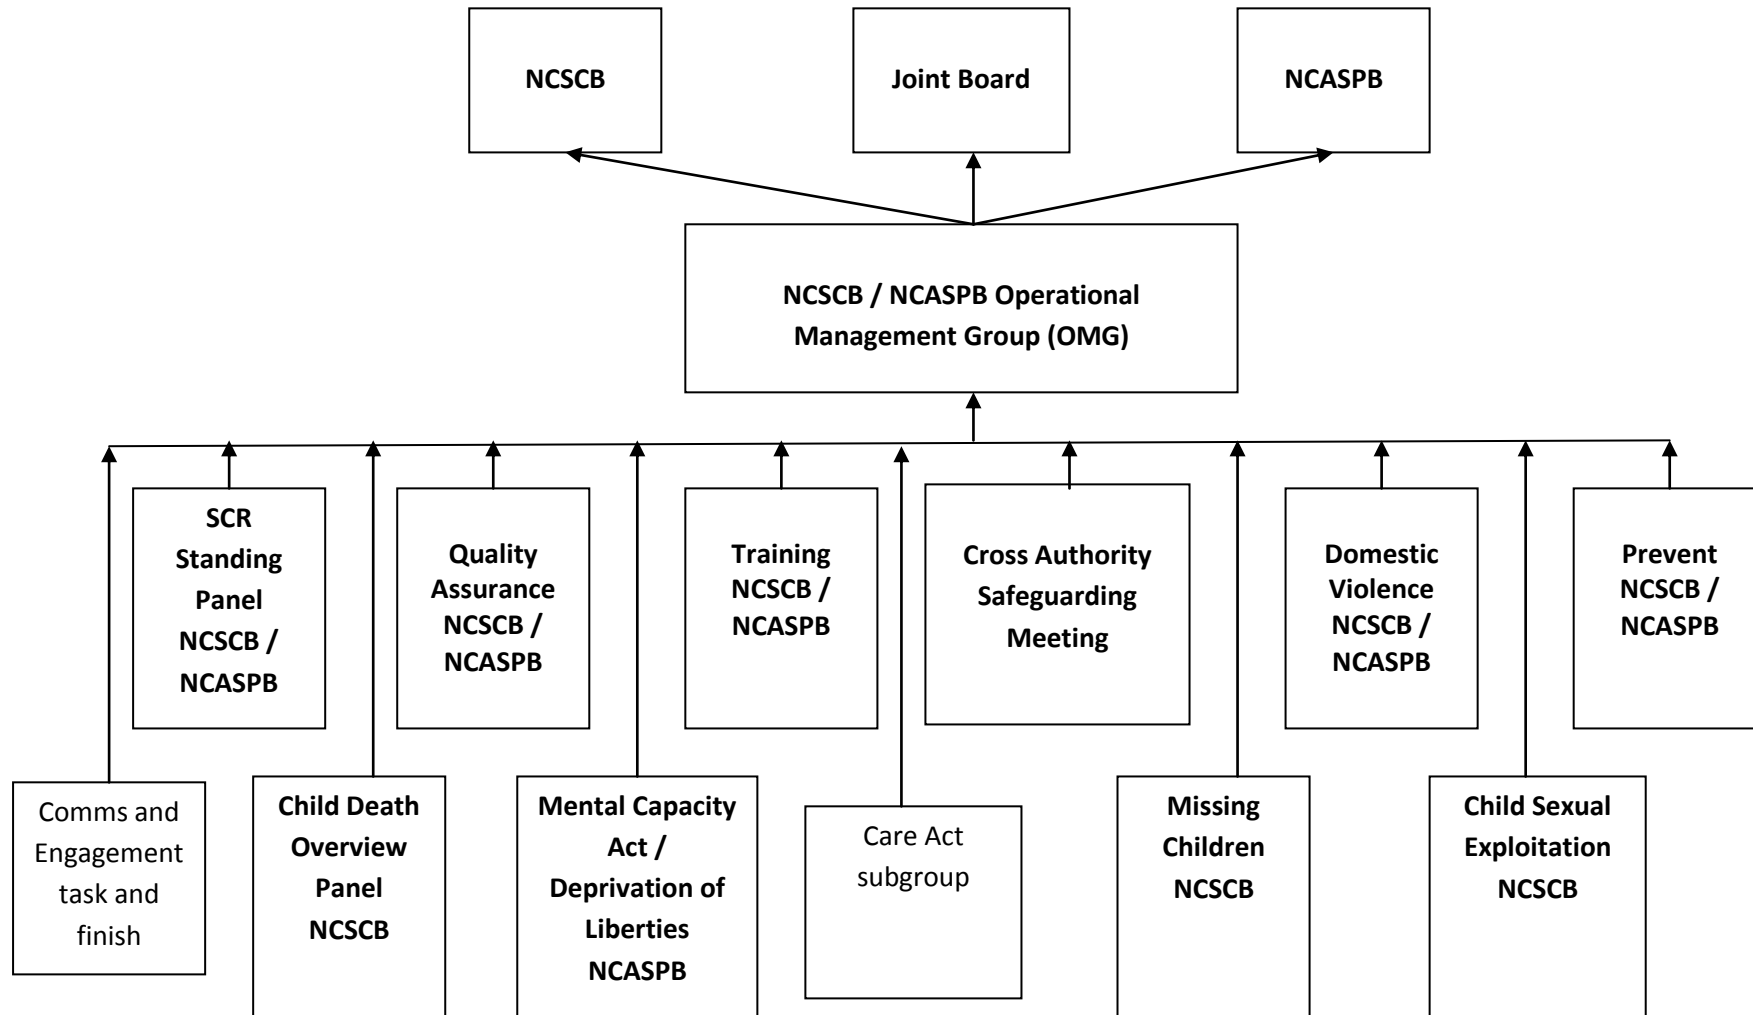 NCSCB
Joint Board
NCASPB
NCSCB / NCASPB Operational
Management Group (OMG)
SCR
Standing
Panel
NCSCB /
NCASPB
Quality
Assurance
NCSCB /
NCASPB
Training
NCSCB /
NCASPB
Cross Authority
Safeguarding
Meeting
Domestic
Violence
NCSCB /
NCASPB
Prevent
NCSCB /
NCASPB
Comms and
Engagement
task and
finish
Child Death
Overview
Panel
NCSCB
Mental Capacity
Act /
Deprivation of
Liberties
NCASPB
Care Act
subgroup
Missing
Children
NCSCB
Child Sexual
Exploitation
NCSCB